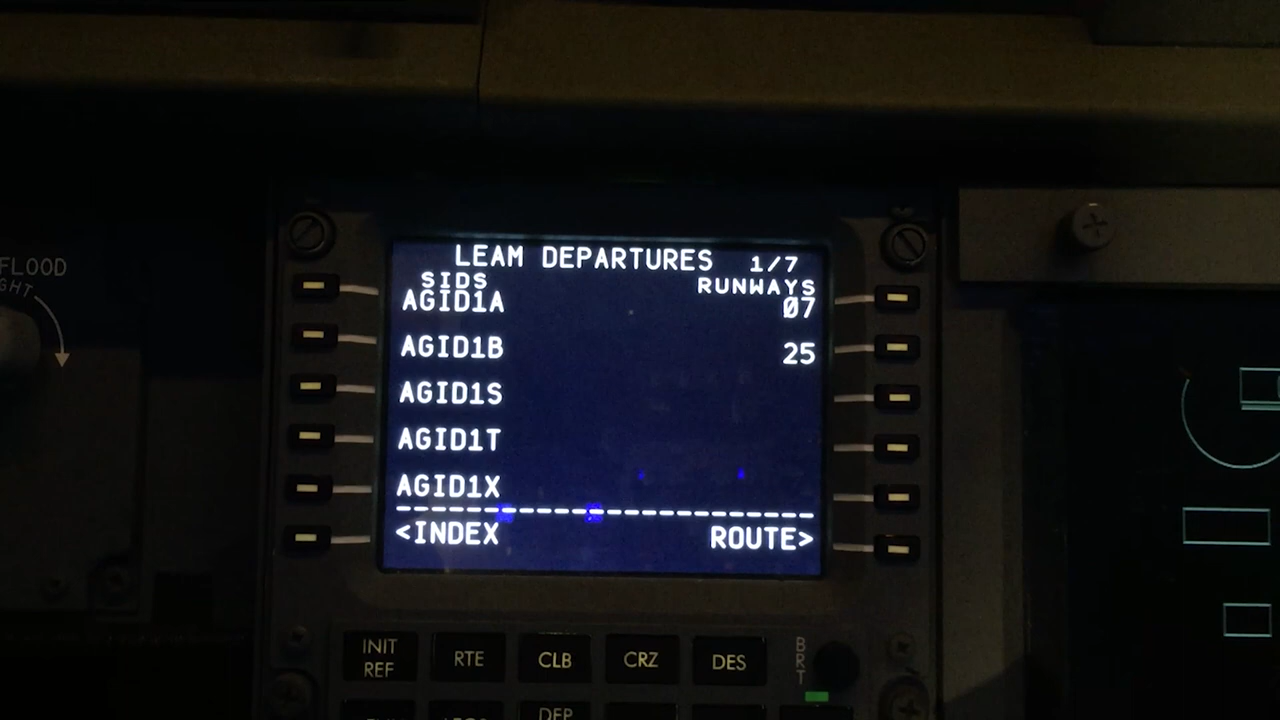 LEAM DEPARTURES 1/7
SIDS RUNWAYS
AGID1A 07
AGID1B 25
AGID1S
AGID1T
AGID1X
<INDEX ROUTE>
FLOOD
INIT REF
RTE
CLB
CRZ
DES
BRT
DEP